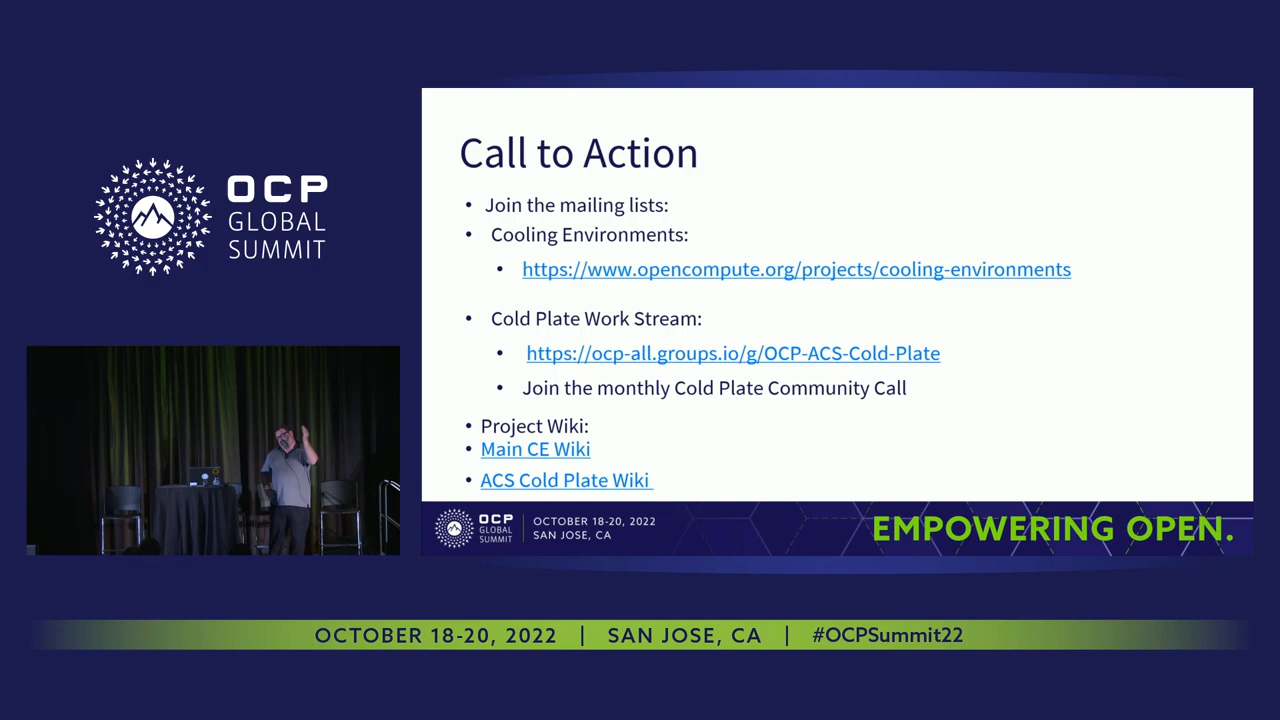 OCP
GLOBAL
SUMMIT
Call to Action
• Join the mailing lists:
• Cooling Environments:
• https://www.opencompute.org/projects/cooling-environments
• Cold Plate Work Stream:
• https://ocp-all.groups.io/g/OCP-ACS-Cold-Plate
• Join the monthly Cold Plate Community Call
• Project Wiki:
• Main CE Wiki
• ACS Cold Plate Wiki
OCP
GLOBAL
SUMMIT
OCTOBER 18-20, 2022
SAN JOSE, CA
EMPOWERING OPEN.
OCTOBER 18-20, 2022 | SAN JOSE, CA | #OCPSummit22